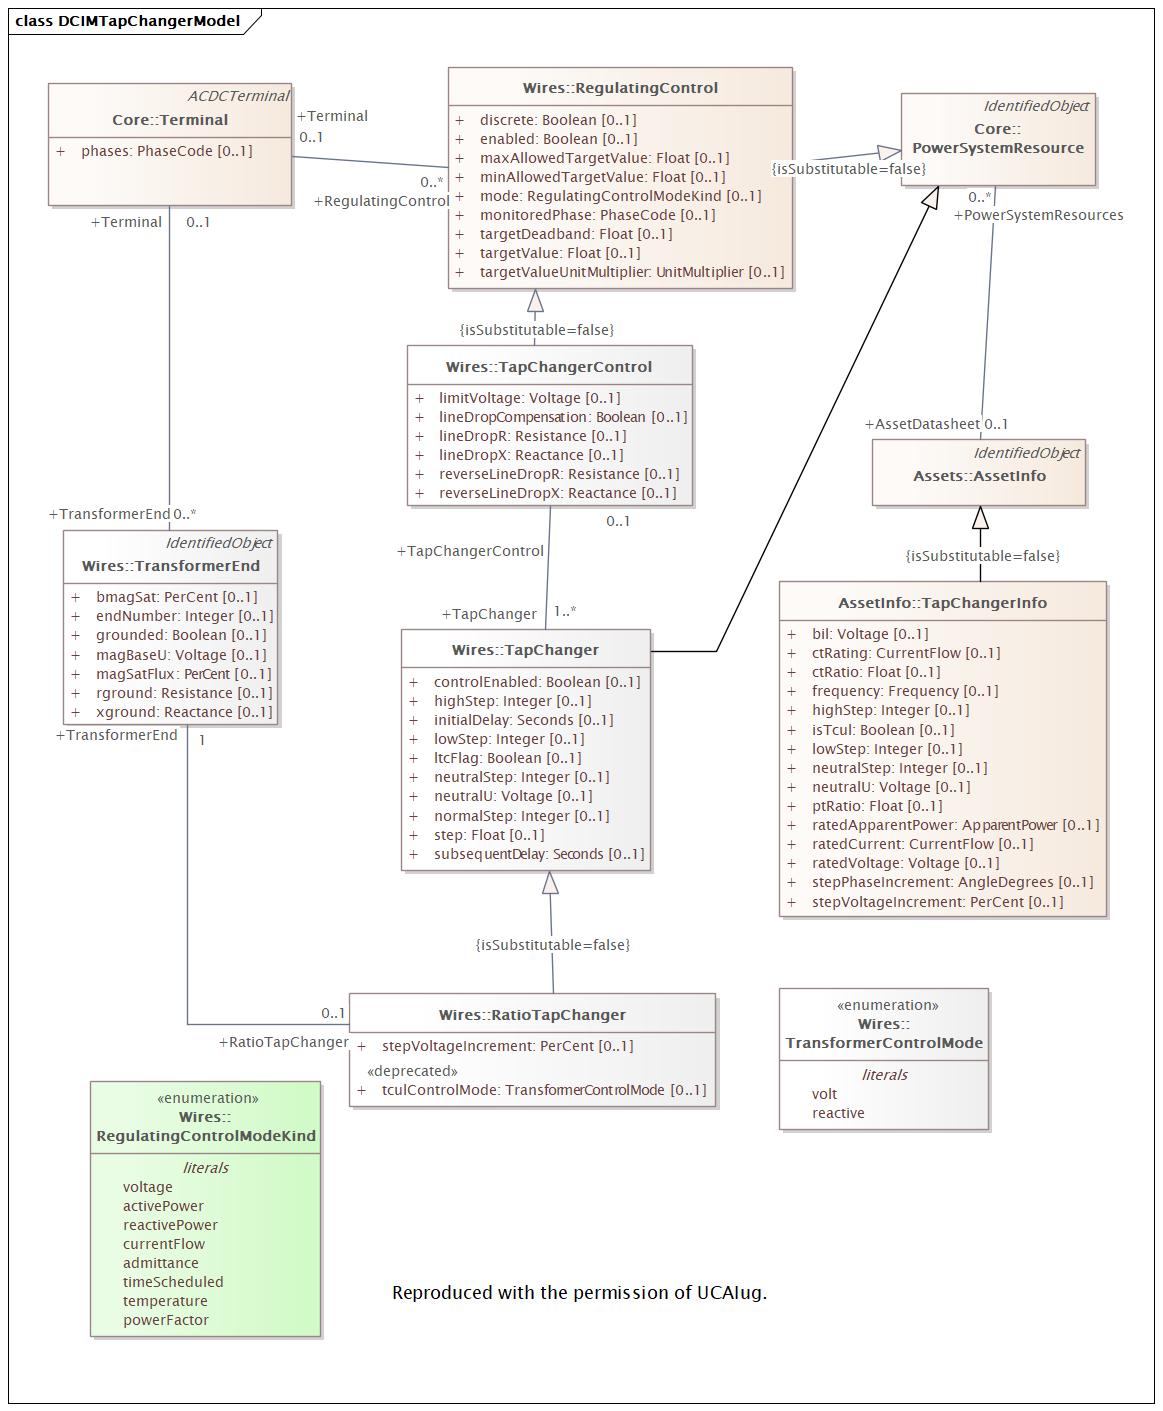 class DCIMTapChangerModel
ACDCTerminal
Core::Terminal
+ phases: PhaseCode [0..1]
+Terminal
0..1
0..*
+RegulatingControl
Wires::RegulatingControl
+ discrete: Boolean [0..1]
+ enabled: Boolean [0..1]
+ maxAllowedTargetValue: Float [0..1]
+ minAllowedTargetValue: Float [0..1]
+ mode: RegulatingControlModeKind [0..1]
+ monitoredPhase: PhaseCode [0..1]
+ targetDeadband: Float [0..1]
+ targetValue: Float [0..1]
+ targetValueUnitMultiplier: UnitMultiplier [0..1]
{isSubstitutable=false}
IdentifiedObject
Core::
PowerSystemResource
0..*
+PowerSystemResources
+Terminal 0..1
{isSubstitutable=false}
Wires::TapChangerControl
+ limitVoltage: Voltage [0..1]
+ lineDropCompensation: Boolean [0..1]
+ lineDropR: Resistance [0..1]
+ lineDropX: Reactance [0..1]
+ reverseLineDropR: Resistance [0..1]
+ reverseLineDropX: Reactance [0..1]
+AssetDatasheet 0..1
IdentifiedObject
Assets::AssetInfo
{isSubstitutable=false}
0..1
+TapChangerControl
+TapChanger 1..*
+TransformerEnd 0..*
IdentifiedObject
Wires::TransformerEnd
+ bmagSat: PerCent [0..1]
+ endNumber: Integer [0..1]
+ grounded: Boolean [0..1]
+ magBaseU: Voltage [0..1]
+ magSatFlux: PerCent [0..1]
+ rground: Resistance [0..1]
+ xground: Reactance [0..1]
+TransformerEnd 1
Wires::TapChanger
+ controlEnabled: Boolean [0..1]
+ highStep: Integer [0..1]
+ initialDelay: Seconds [0..1]
+ lowStep: Integer [0..1]
+ ltcFlag: Boolean [0..1]
+ neutralStep: Integer [0..1]
+ neutralU: Voltage [0..1]
+ normalStep: Integer [0..1]
+ step: Float [0..1]
+ subsequentDelay: Seconds [0..1]
AssetInfo::TapChangerInfo
+ bil: Voltage [0..1]
+ ctRating: CurrentFlow [0..1]
+ ctRatio: Float [0..1]
+ frequency: Frequency [0..1]
+ highStep: Integer [0..1]
+ isTcul: Boolean [0..1]
+ lowStep: Integer [0..1]
+ neutralStep: Integer [0..1]
+ neutralU: Voltage [0..1]
+ ptRatio: Float [0..1]
+ ratedApparentPower: ApparentPower [0..1]
+ ratedCurrent: CurrentFlow [0..1]
+ ratedVoltage: Voltage [0..1]
+ stepPhaseIncrement: AngleDegrees [0..1]
+ stepVoltageIncrement: PerCent [0..1]
{isSubstitutable=false}
0..1
+RatioTapChanger
Wires::RatioTapChanger
+ stepVoltageIncrement: PerCent [0..1]
«deprecated»
+ tculControlMode: TransformerControlMode [0..1]
«enumeration»
Wires::
TransformerControlMode
literals
volt
reactive
«enumeration»
Wires::
RegulatingControlModeKind
literals
voltage
activePower
reactivePower
currentFlow
admittance
timeScheduled
temperature
powerFactor
Reproduced with the permission of UCAIug.